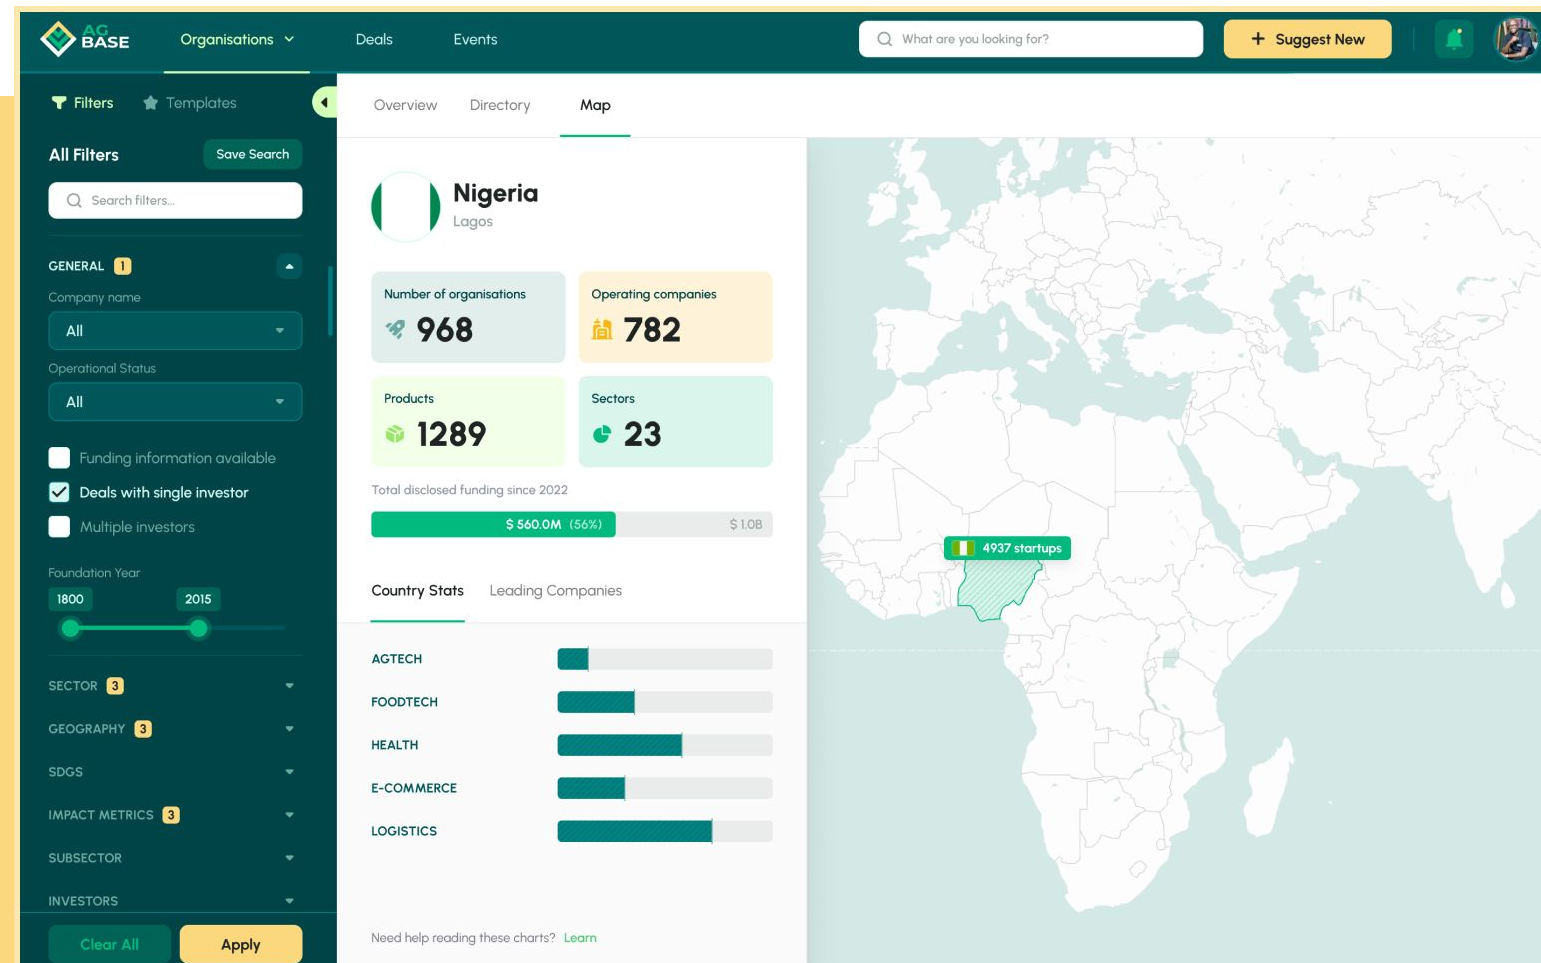 AG
BASE
Organisations
Deals
Events
What are you looking for?
+ Suggest New
Filters
Templates
All Filters
Save Search
Search filters...
GENERAL 1
Company name
All
Operational Status
All
Funding information available
Deals with single investor
Multiple investors
Foundation Year
1800
2015
SECTOR 3
GEOGRAPHY 3
SDGS
IMPACT METRICS 3
SUBSECTOR
INVESTORS
Clear All
Apply
Overview
Directory
Map
Nigeria
Lagos
Number of organisations
968
Operating companies
782
Products
1289
Sectors
23
Total disclosed funding since 2022
$ 560.0M (56%)
$ 1.0B
Country Stats
Leading Companies
AGTECH
FOODTECH
HEALTH
E-COMMERCE
LOGISTICS
Need help reading these charts? Learn
4937 startups